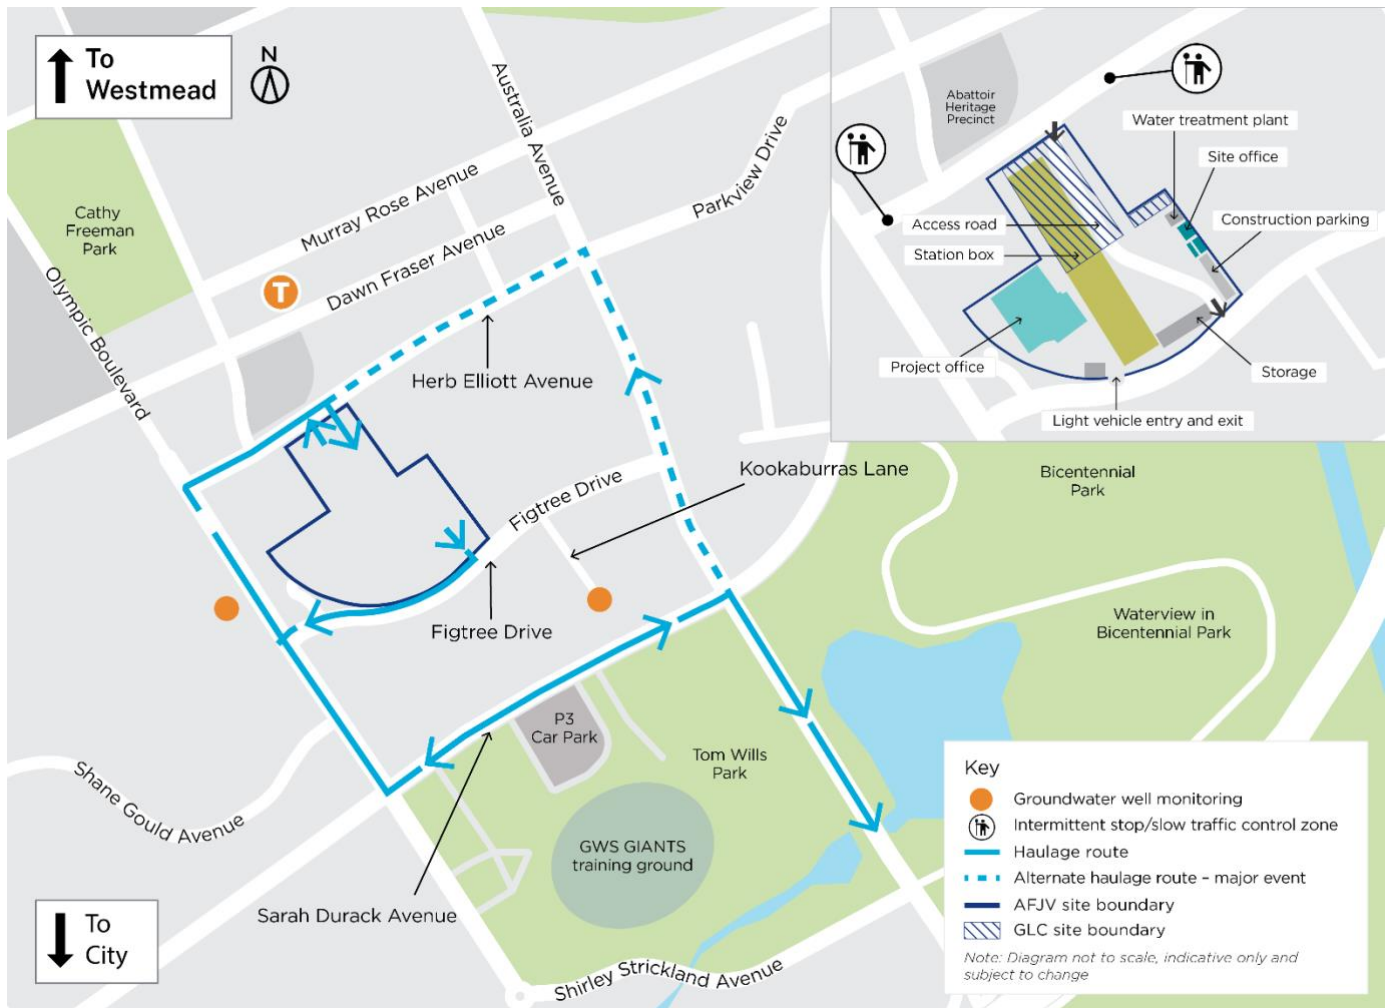 To
Westmead
N
Cathy
Freeman
Park
Murray Rose Avenue
T
Dawn Fraser Avenue
Australia Avenue
Parkview Drive
Olympic Boulevard
Herb Elliott Avenue
Figtree Drive
Kookaburras Lane
Figtree Drive
P3
Car Park
Tom Wills
Park
GWS GIANTS
training ground
Shane Gould Avenue
Sarah Durack Avenue
Shirley Strickland Avenue
To
City
Bicentennial
Park
Waterview in
Bicentennial Park
Abattoir
Heritage
Precinct
Water treatment plant
Site office
Construction parking
Access road
Station box
Project office
Storage
Light vehicle entry and exit
Key
Groundwater well monitoring
Intermittent stop/slow traffic control zone
Haulage route
Alternate haulage route – major event
AFJV site boundary
GLC site boundary
Note: Diagram not to scale, indicative only and
subject to change